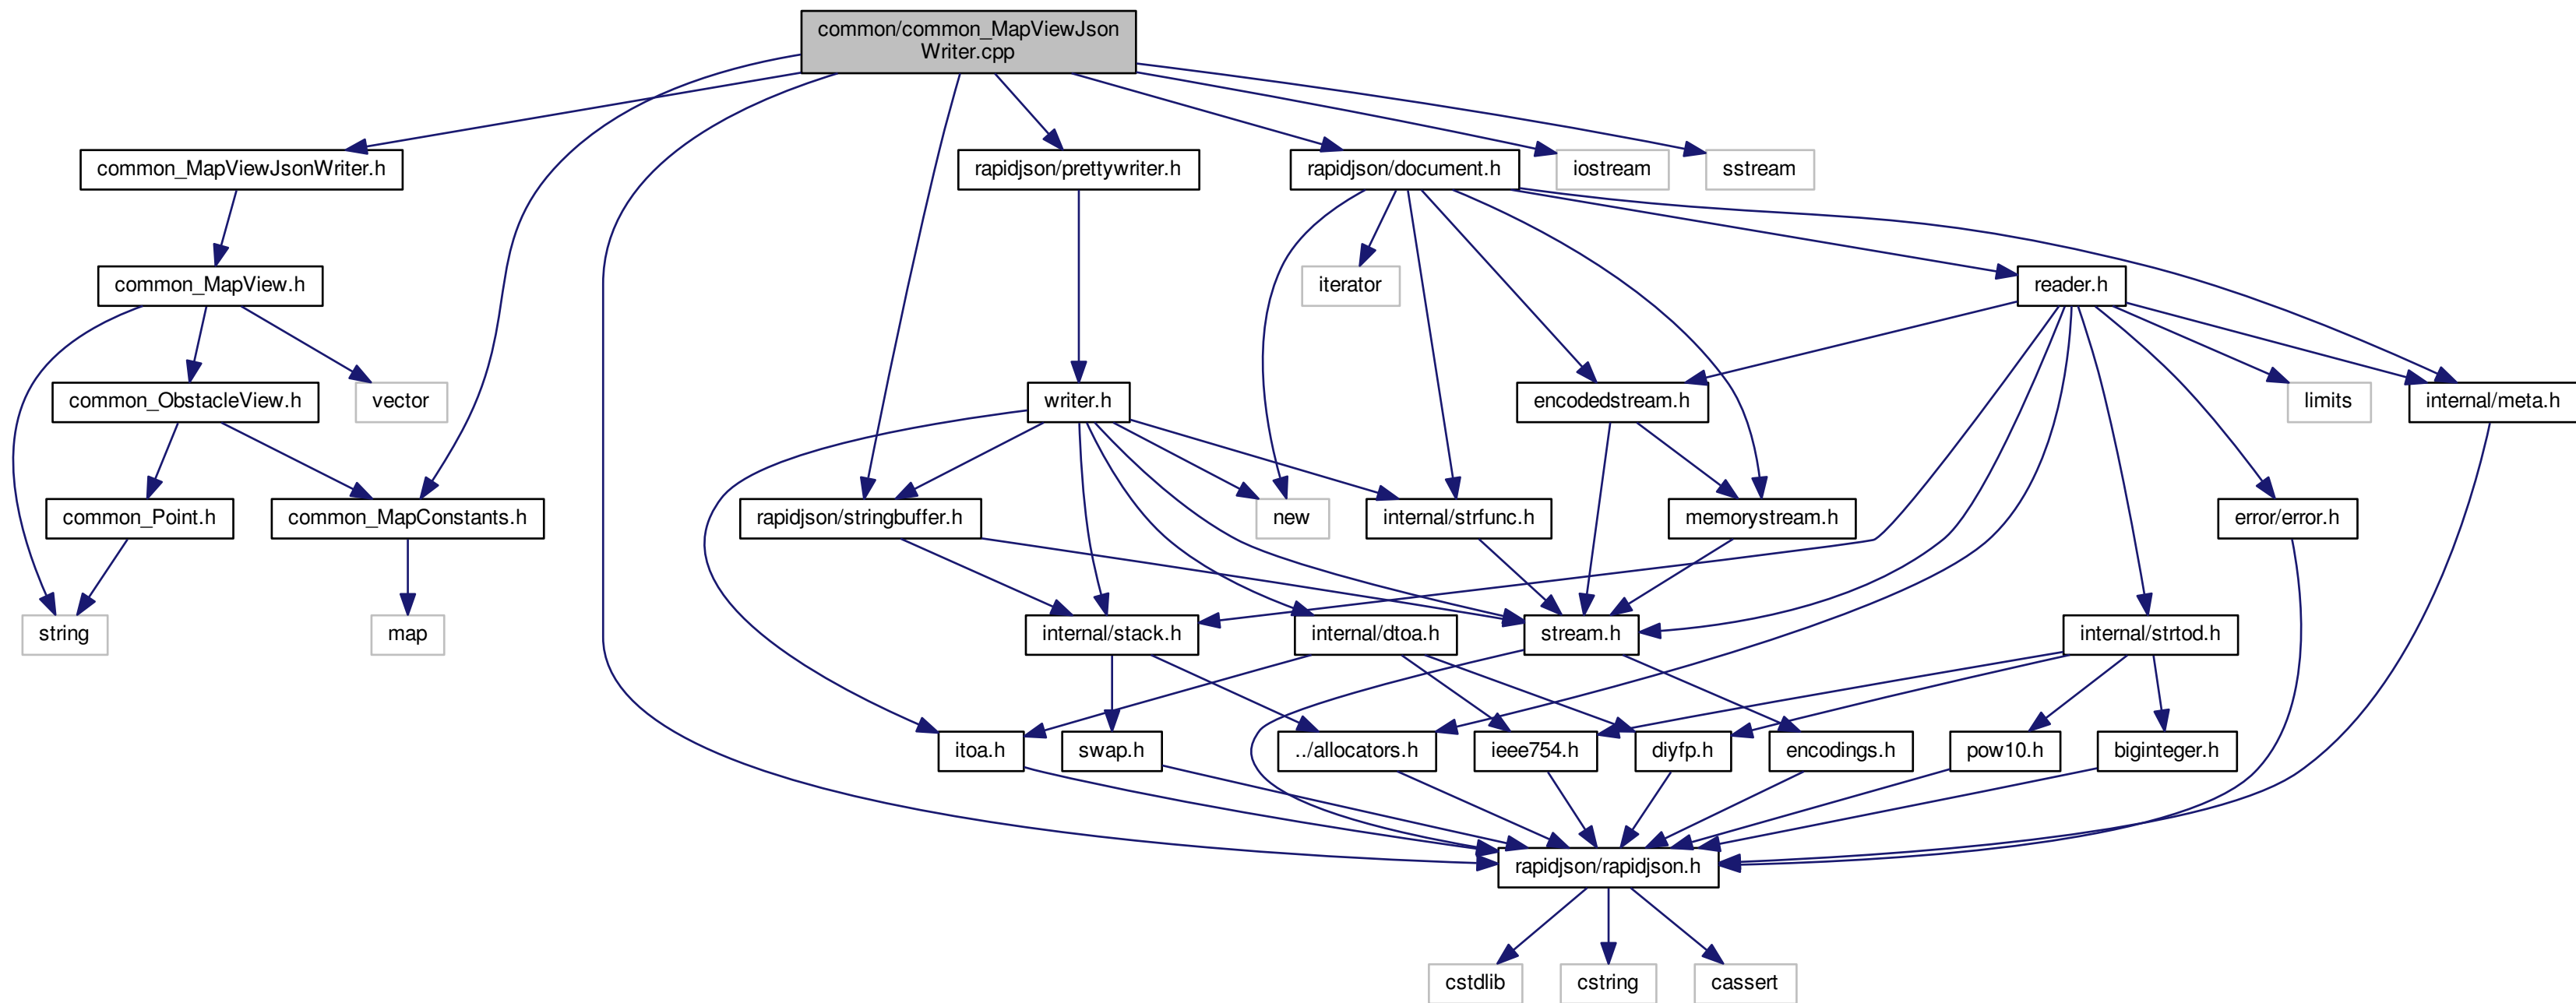 common/common_MapViewJson
Writer.cpp
common_MapViewJsonWriter.h
rapidjson/prettywriter.h
rapidjson/document.h
iostream
sstream
common_MapView.h
iterator
reader.h
common_ObstacleView.h
vector
writer.h
encodedstream.h
limits
internal/meta.h
common_Point.h
common_MapConstants.h
rapidjson/stringbuffer.h
new
internal/strfunc.h
memorystream.h
error/error.h
string
map
internal/stack.h
internal/dtoa.h
stream.h
internal/strtod.h
itoa.h
swap.h
../allocators.h
ieee754.h
diyfp.h
encodings.h
pow10.h
biginteger.h
rapidjson/rapidjson.h
cstdlib
cstring
cassert